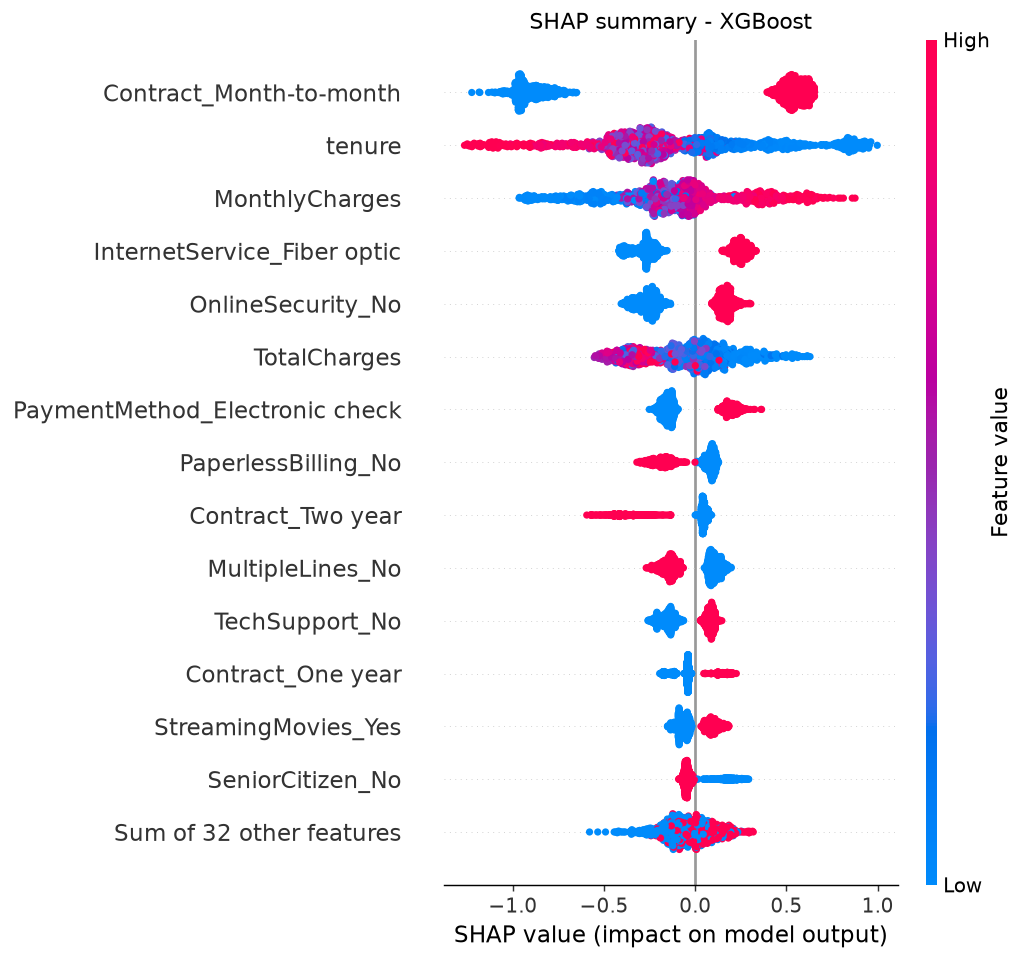 SHAP summary - XGBoost
High
Contract_Month-to-month
tenure
MonthlyCharges
InternetService_Fiber optic
OnlineSecurity_No
TotalCharges
PaymentMethod_Electronic check
PaperlessBilling_No
Contract_Two year
MultipleLines_No
TechSupport_No
Contract_One year
StreamingMovies_Yes
SeniorCitizen_No
Sum of 32 other features
Feature value
Low
−1.0 −0.5 0.0 0.5 1.0
SHAP value (impact on model output)